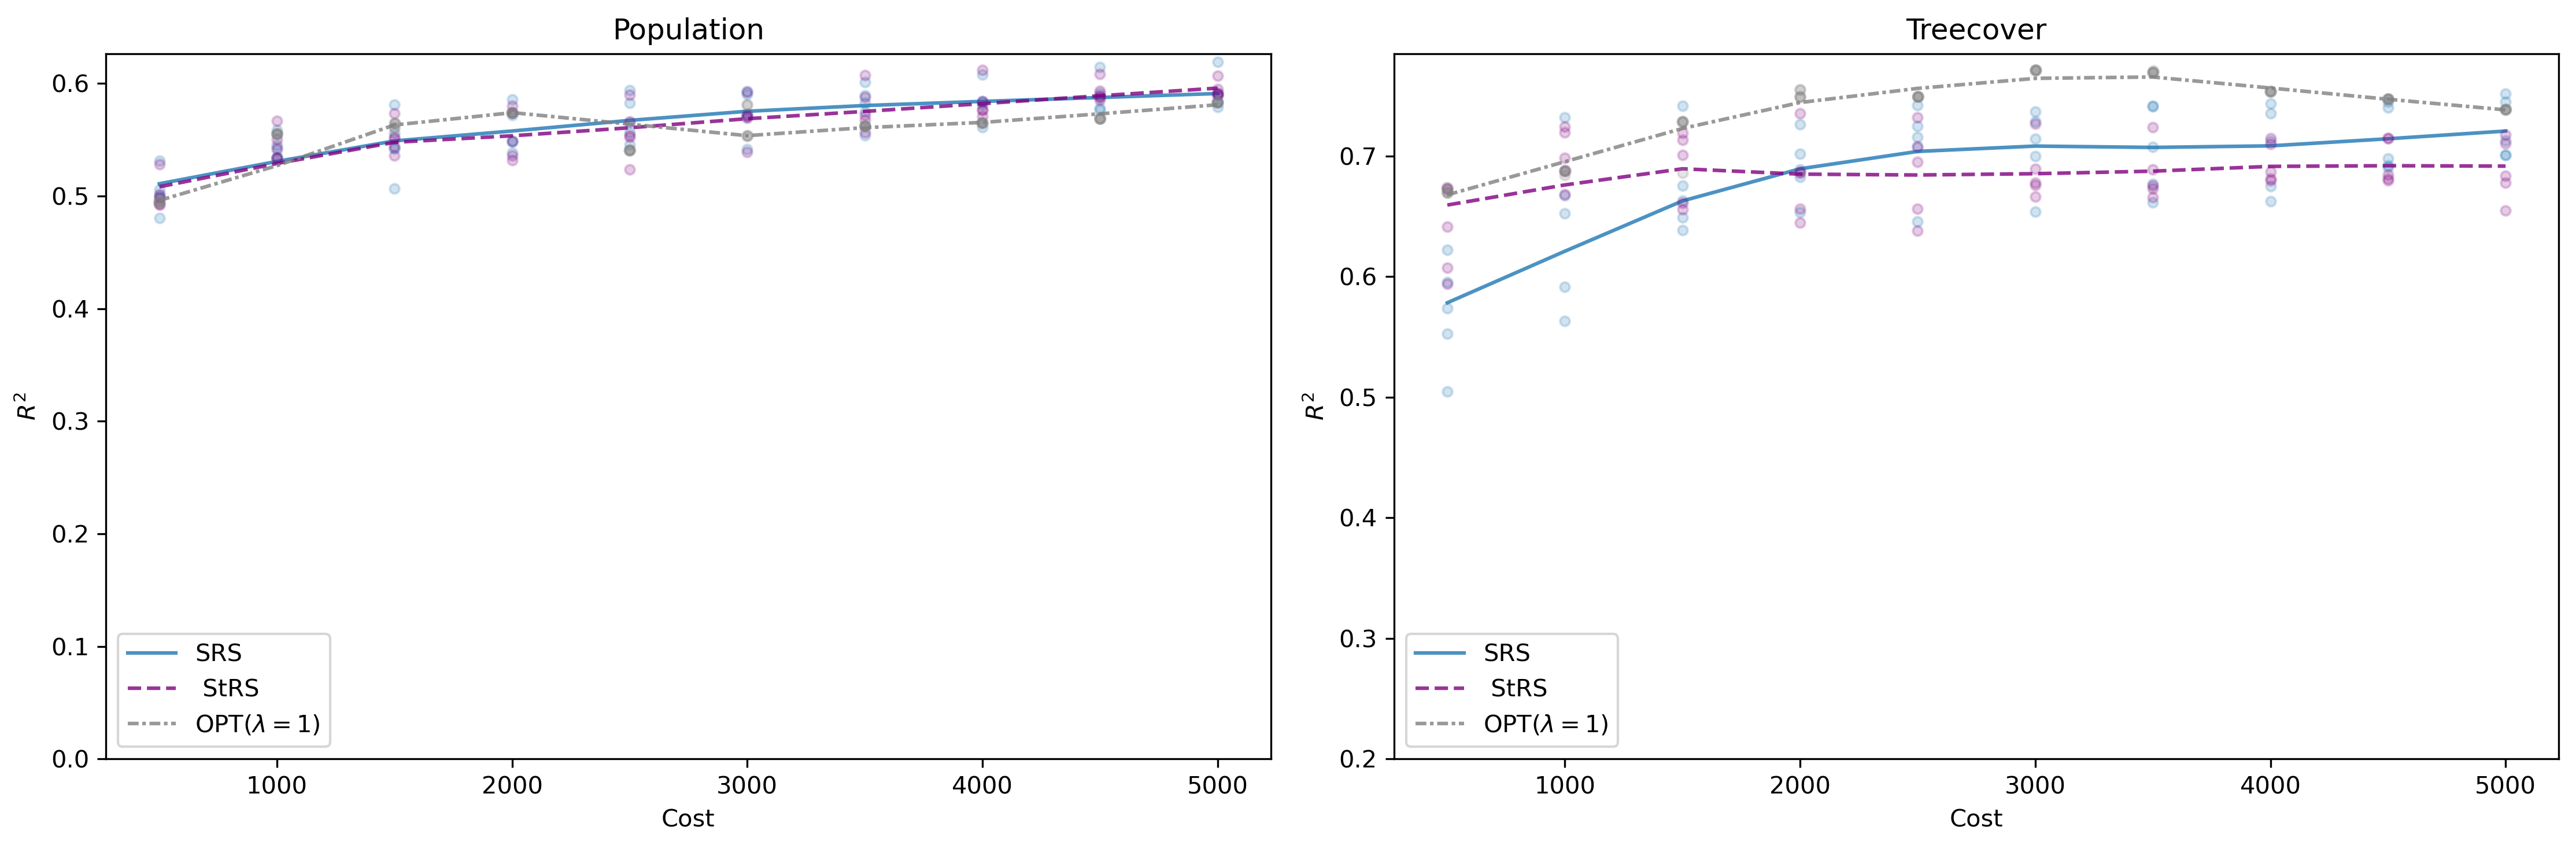 Population
R²
0.6
0.5
0.4
0.3
0.2
0.1
0.0
SRS
StRS
OPT(λ = 1)
1000 2000 3000 4000 5000
Cost
Treecover
R²
0.7
0.6
0.5
0.4
0.3
0.2
SRS
StRS
OPT(λ = 1)
1000 2000 3000 4000 5000
Cost